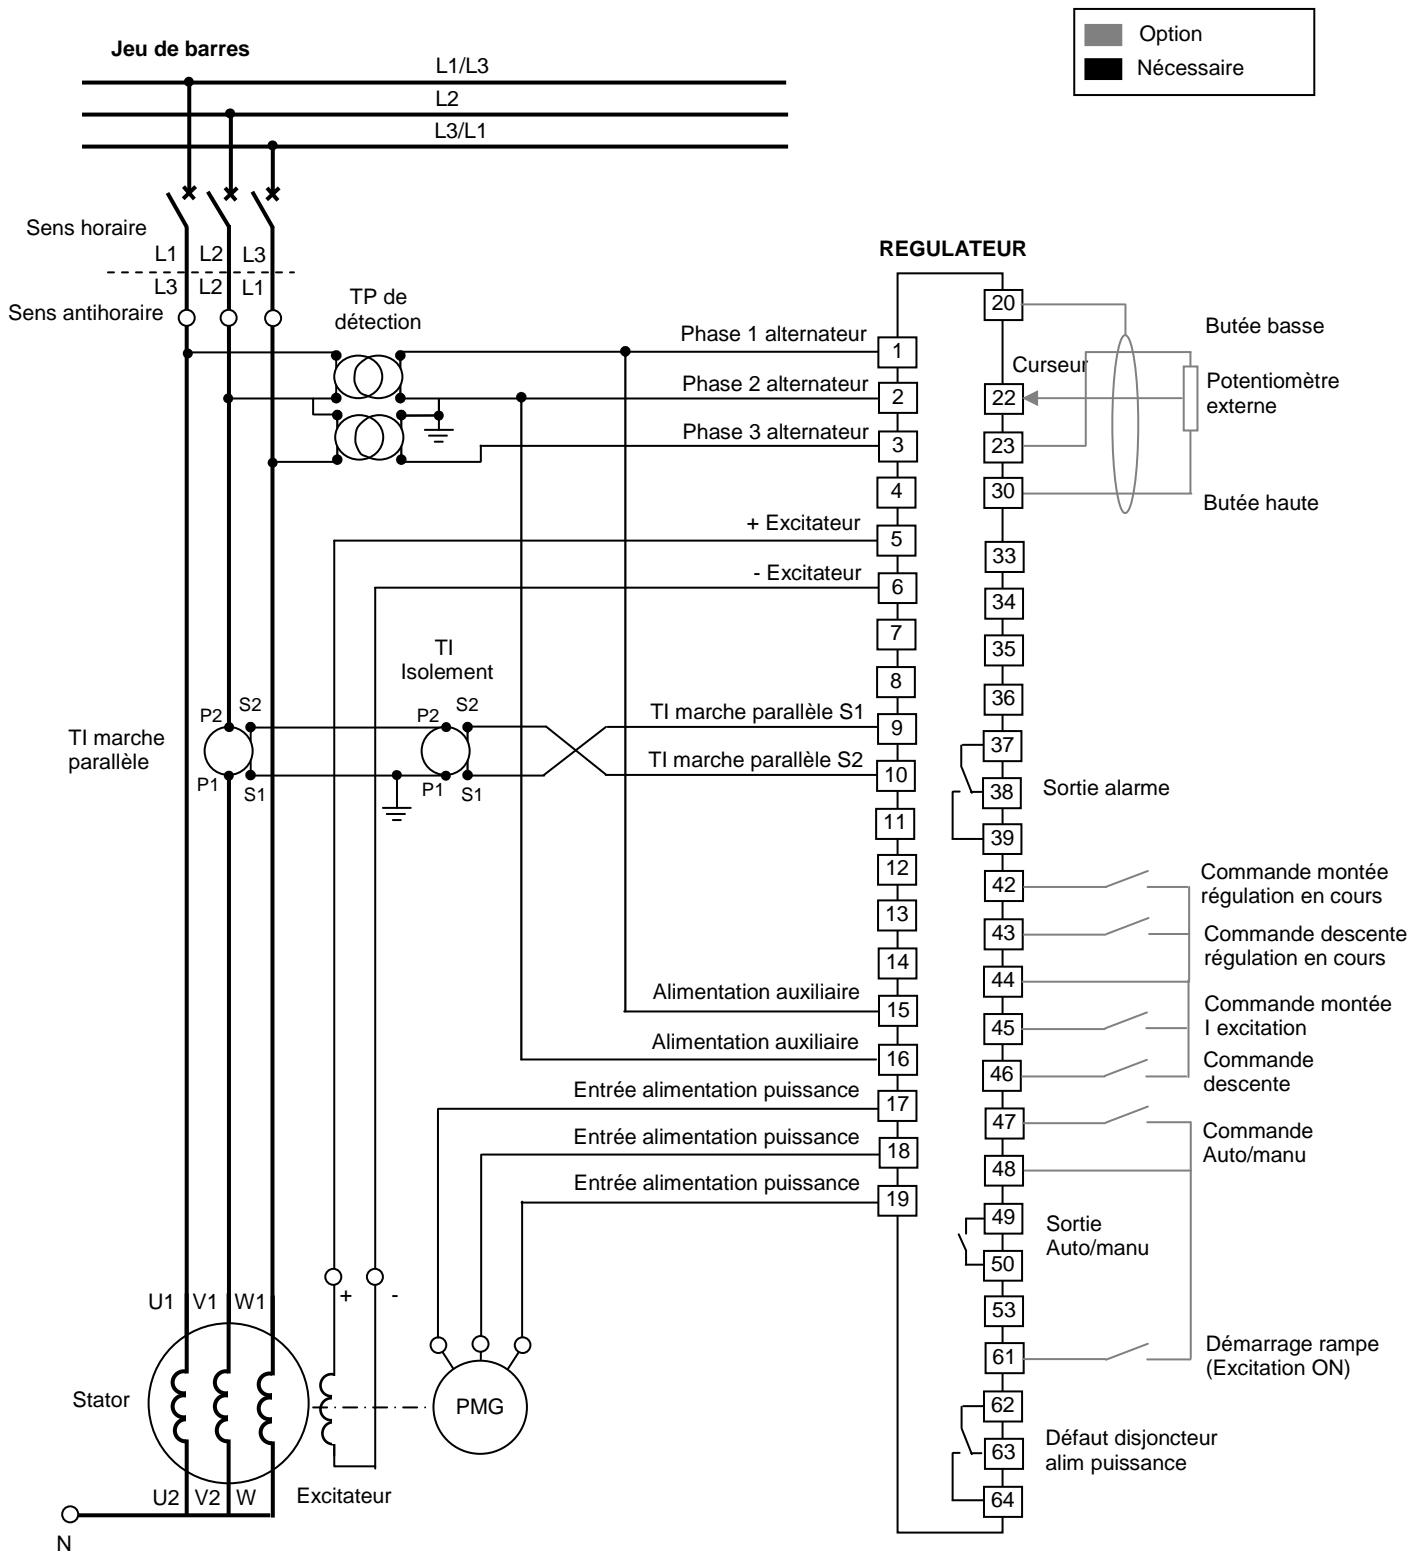 Option
Nécessaire
Jeu de barres
L1/L3
L2
L3/L1
Sens horaire
L1
L2
L3
L3
L2
L1
Sens antihoraire
TP de
détection
REGULATEUR
Phase 1 alternateur
1
Phase 2 alternateur
2
Phase 3 alternateur
3
4
+ Excitateur
5
- Excitateur
6
7
8
TI
Isolement
TI marche
parallèle
P2
S2
P1
S1
P2
S2
P1
S1
TI marche parallèle S1
9
TI marche parallèle S2
10
11
12
13
14
Alimentation auxiliaire
15
Alimentation auxiliaire
16
Entrée alimentation puissance
17
Entrée alimentation puissance
18
Entrée alimentation puissance
19
20
Butée basse
Curseur
22
Potentiomètre
externe
23
30
Butée haute
33
34
35
36
37
38
Sortie alarme
39
42
Commande montée
régulation en cours
43
Commande descente
régulation en cours
44
45
Commande montée
I excitation
46
Commande
descente
47
Commande
Auto/manu
48
49
Sortie
Auto/manu
50
53
61
Démarrage rampe
(Excitation ON)
62
63
Défaut disjoncteur
alim puissance
64
+
-
U1
V1
W1
Stator
PMG
U2
V2
W
Excitateur
N